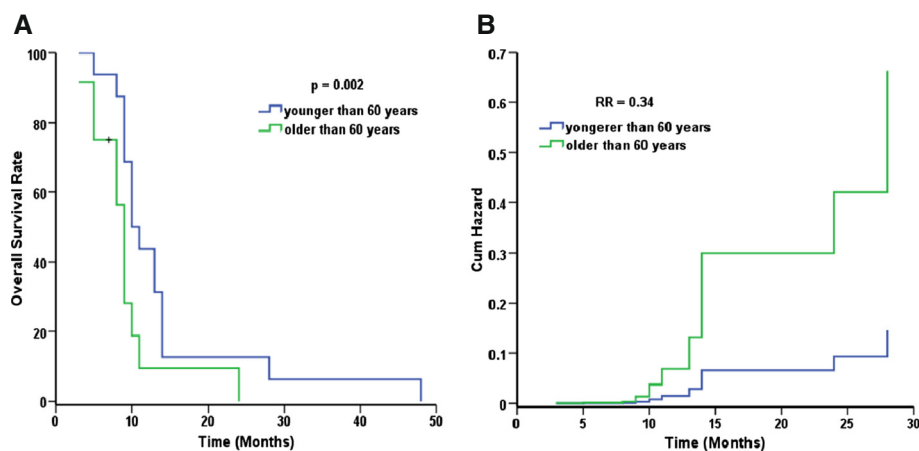 A
100
80
60
40
20
0
Overall Survival Rate
p = 0.002
younger than 60 years
older than 60 years
0 10 20 30 40 50
Time (Months)
B
0.7
0.6
0.5
0.4
0.3
0.2
0.1
0
Cum Hazard
RR = 0.34
yongerer than 60 years
older than 60 years
0 5 10 15 20 25 30
Time (Months)